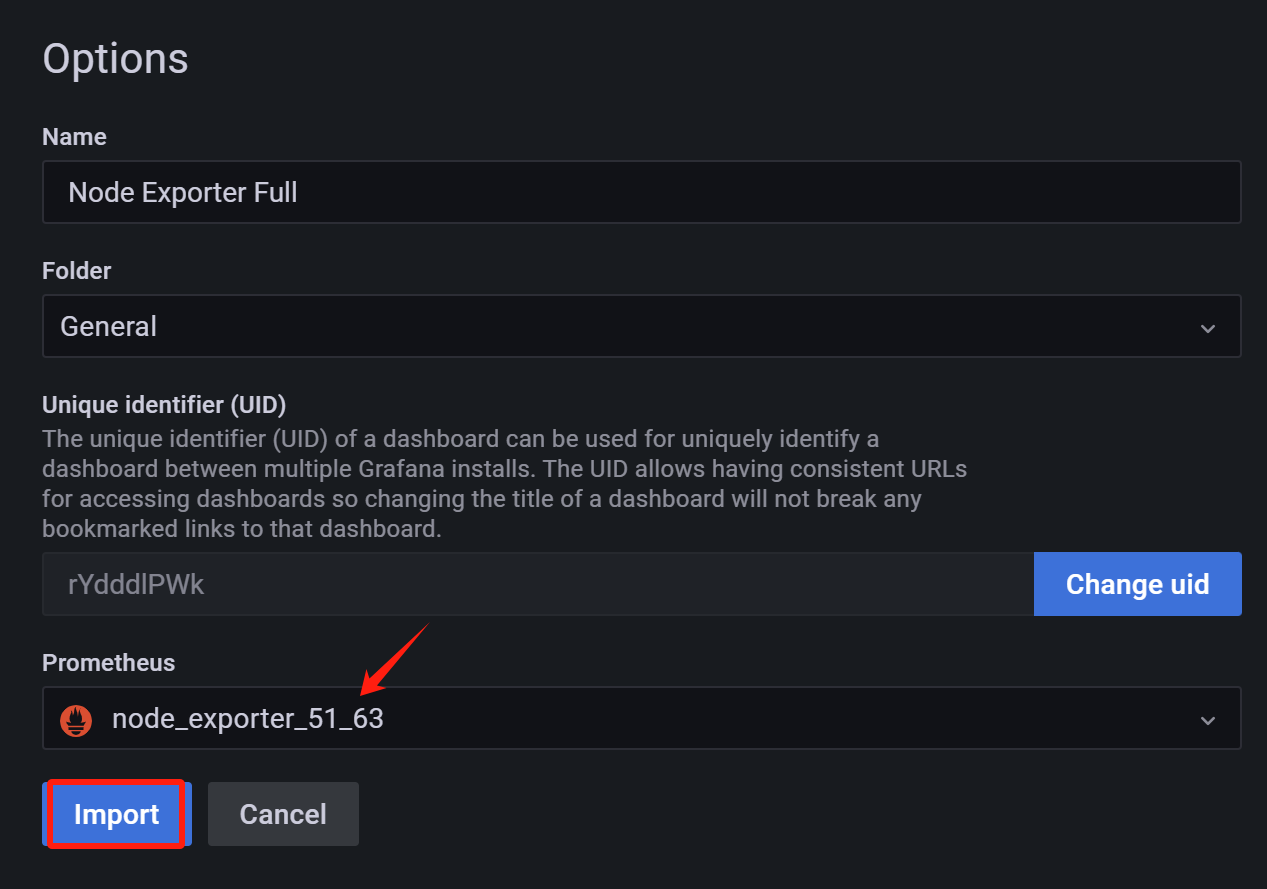 Options
Name
Node Exporter Full
Folder
General
Unique identifier (UID)
The unique identifier (UID) of a dashboard can be used for uniquely identify a
dashboard between multiple Grafana installs. The UID allows having consistent URLs
for accessing dashboards so changing the title of a dashboard will not break any
bookmarked links to that dashboard.
rYdddlPWk
Change uid
Prometheus
node_exporter_51_63
Import
Cancel